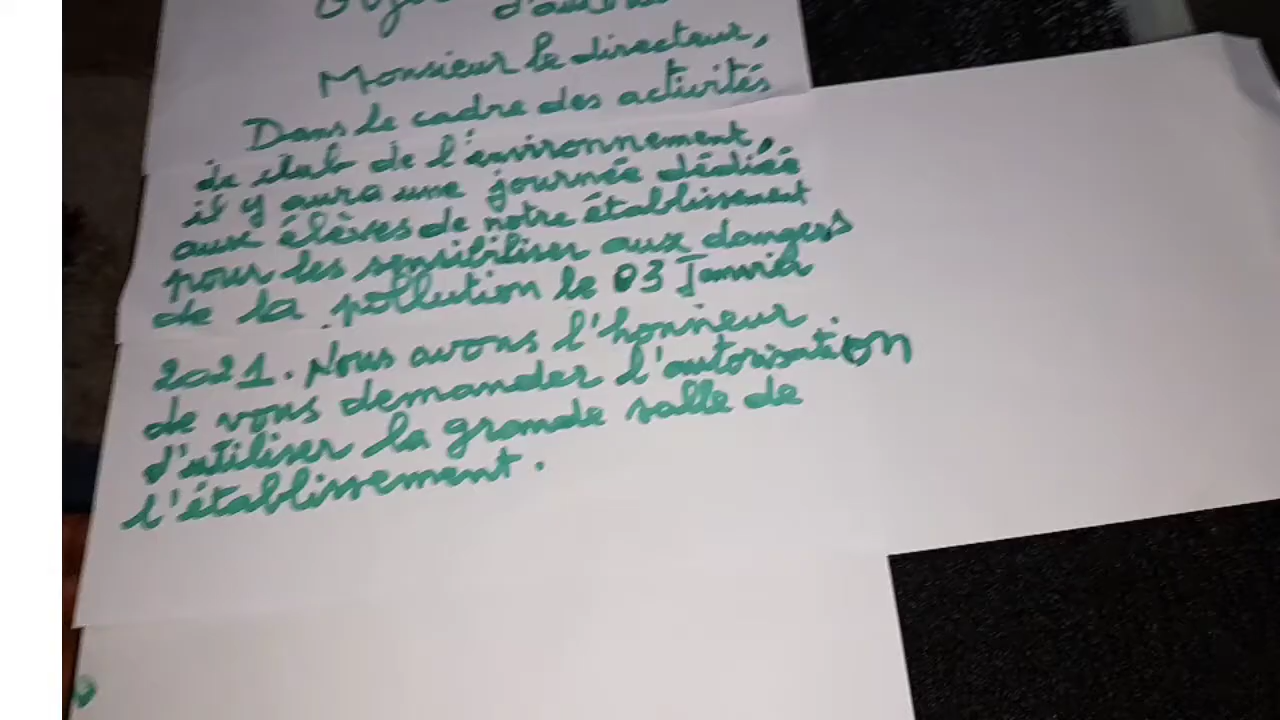 Monsieur le directeur,
Dans le cadre des activités
de club de l'environnement,
il y aura une journée dédiée
aux élèves de notre établissement
pour les sensibiliser aux dangers
de la pollution le 03 Janvier
2021. Nous avons l'honneur
de vous demander l'autorisation
d'utiliser la grande salle de
l'établissement.